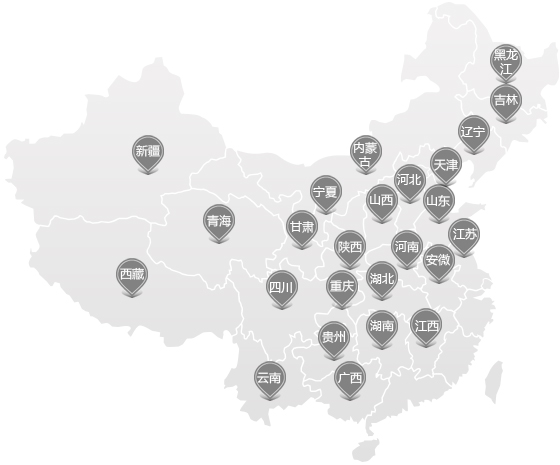 黑龙
江
吉林
辽宁
新疆
内蒙
古
天津
河北
宁夏
山西
山东
青海
甘肃
江苏
陕西
河南
安微
西藏
四川
重庆
湖北
贵州
湖南
江西
云南
广西